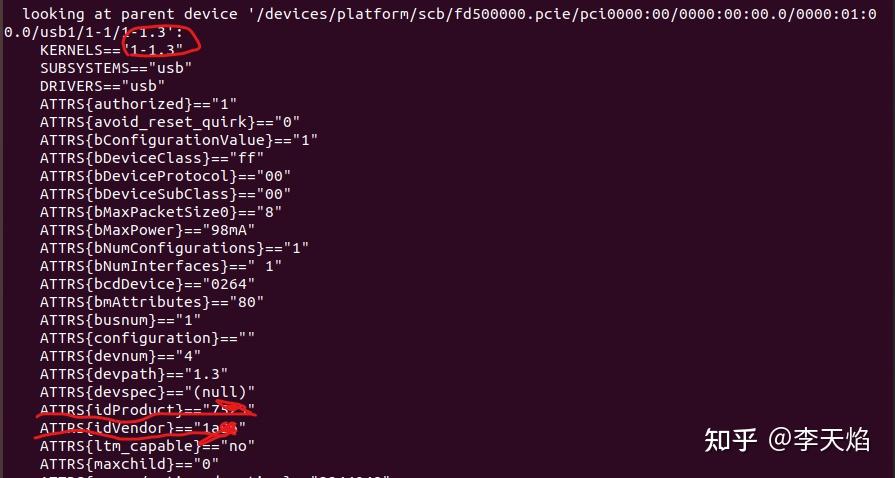 looking at parent device '/devices/platform/scb/fd500000.pcie/pci0000:00/0000:00:00.0/0000:01:0
0.0/usb1/1-1/1-1.3':
KERNELS=="1-1.3"
SUBSYSTEMS=="usb"
DRIVERS=="usb"
ATTRS{authorized}=="1"
ATTRS{avoid_reset_quirk}=="0"
ATTRS{bConfigurationValue}=="1"
ATTRS{bDeviceClass}=="ff"
ATTRS{bDeviceProtocol}=="00"
ATTRS{bDeviceSubClass}=="00"
ATTRS{bMaxPacketSize0}=="8"
ATTRS{bMaxPower}=="98mA"
ATTRS{bNumConfigurations}=="1"
ATTRS{bNumInterfaces}==" 1"
ATTRS{bcdDevice}=="0264"
ATTRS{bmAttributes}=="80"
ATTRS{busnum}=="1"
ATTRS{configuration}==""
ATTRS{devnum}=="4"
ATTRS{devpath}=="1.3"
ATTRS{devspec}=="(null)"
ATTRS{idProduct}==
ATTRS{idVendor}==
ATTRS{ltm_capable}=="no"
ATTRS{maxchild}=="0"
知乎 @李天焰